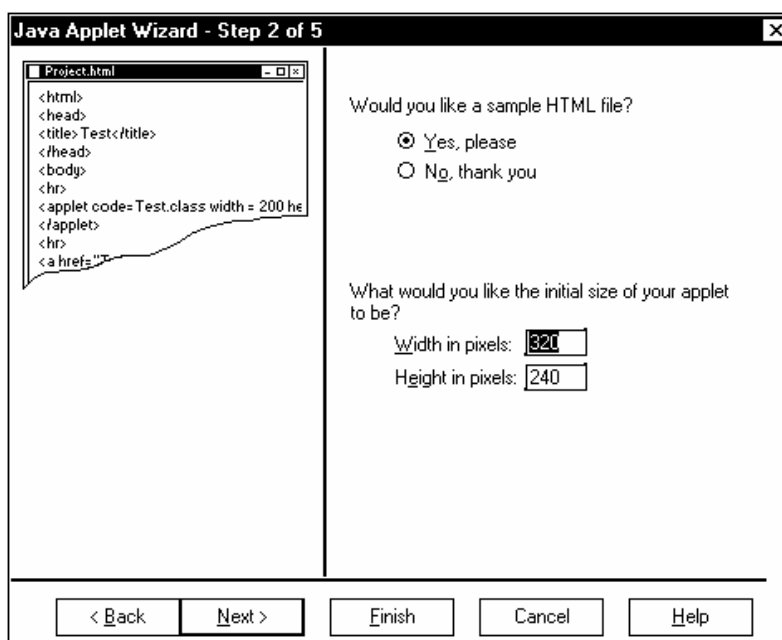 Java Applet Wizard - Step 2 of 5
Project.html
<html>
<head>
<title> Test</title>
</head>
<body>
<hr>
<applet code=Test.class width = 200 he
</applet>
<hr>
<a href="T
Would you like a sample HTML file?
Yes, please
No, thank you
What would you like the initial size of your applet
to be?
Width in pixels: 320
Height in pixels: 240
< Back Next > Finish Cancel Help